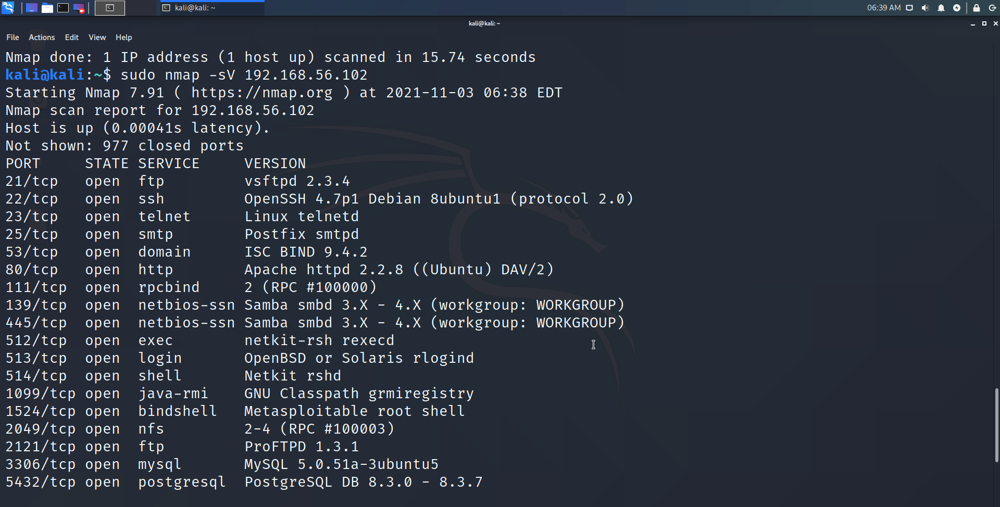 kali@kali: ~
06:39 AM
kali@kali: ~
File Actions Edit View Help
Nmap done: 1 IP address (1 host up) scanned in 15.74 seconds
kali@kali:~$ sudo nmap -sV 192.168.56.102
Starting Nmap 7.91 ( https://nmap.org ) at 2021-11-03 06:38 EDT
Nmap scan report for 192.168.56.102
Host is up (0.00041s latency).
Not shown: 977 closed ports
PORT     STATE SERVICE     VERSION
21/tcp   open  ftp         vsftpd 2.3.4
22/tcp   open  ssh         OpenSSH 4.7p1 Debian 8ubuntu1 (protocol 2.0)
23/tcp   open  telnet      Linux telnetd
25/tcp   open  smtp        Postfix smtpd
53/tcp   open  domain      ISC BIND 9.4.2
80/tcp   open  http        Apache httpd 2.2.8 ((Ubuntu) DAV/2)
111/tcp  open  rpcbind     2 (RPC #100000)
139/tcp  open  netbios-ssn Samba smbd 3.X - 4.X (workgroup: WORKGROUP)
445/tcp  open  netbios-ssn Samba smbd 3.X - 4.X (workgroup: WORKGROUP)
512/tcp  open  exec        netkit-rsh rexecd
513/tcp  open  login       OpenBSD or Solaris rlogind
514/tcp  open  shell       Netkit rshd
1099/tcp open  java-rmi    GNU Classpath grmiregistry
1524/tcp open  bindshell   Metasploitable root shell
2049/tcp open  nfs         2-4 (RPC #100003)
2121/tcp open  ftp         ProFTPD 1.3.1
3306/tcp open  mysql       MySQL 5.0.51a-3ubuntu5
5432/tcp open  postgresql  PostgreSQL DB 8.3.0 - 8.3.7